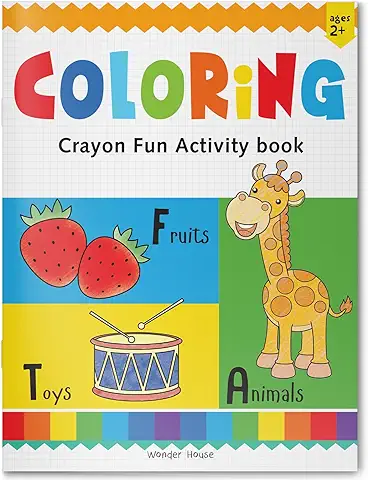 ages
2+
COLORiNG
Crayon Fun Activity book
Fruits
Toys
Animals
Wonder House